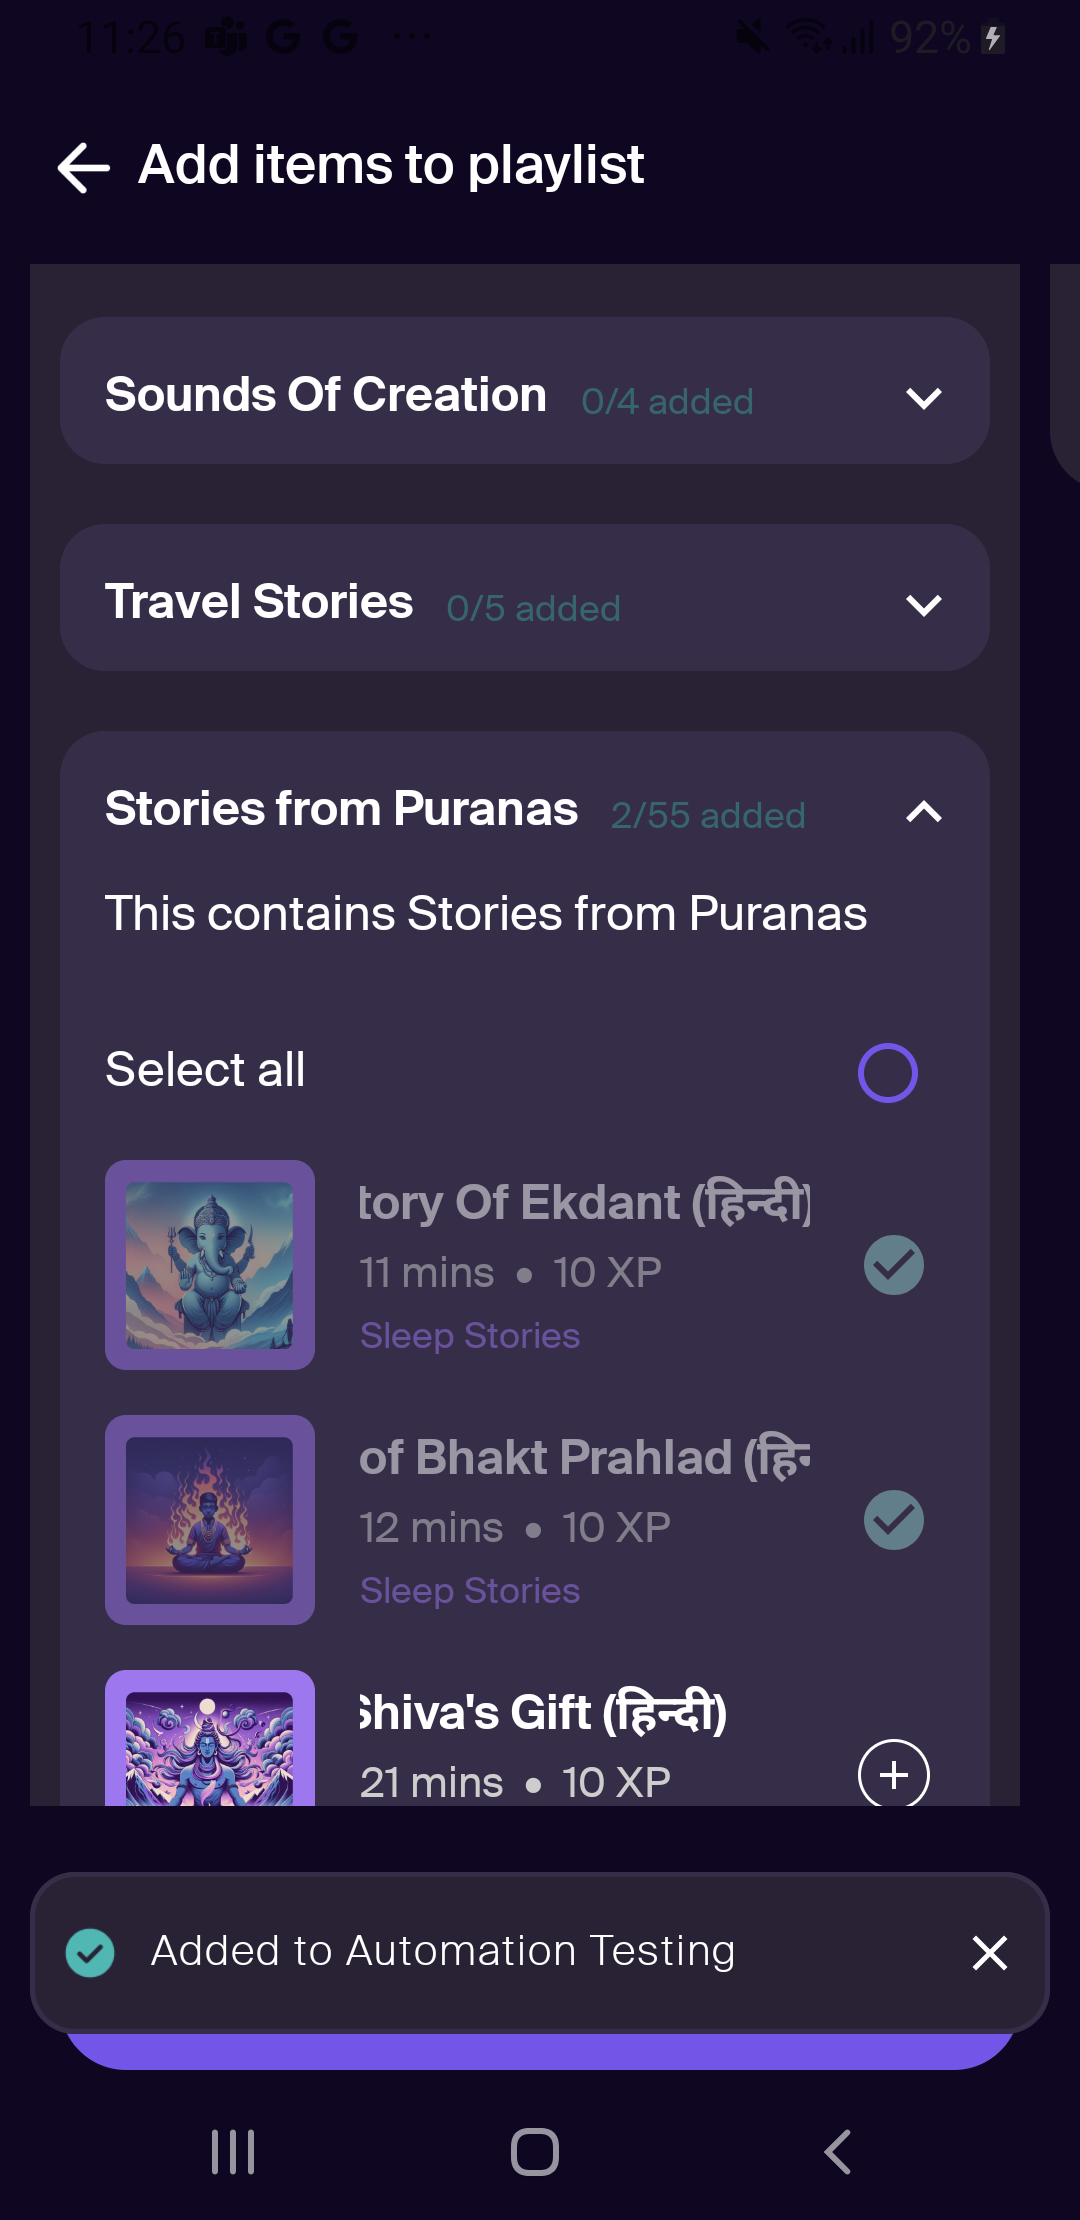 11:26 92%
Add items to playlist
Sounds Of Creation 0/4 added
Travel Stories 0/5 added
Stories from Puranas 2/55 added
This contains Stories from Puranas
Select all
tory Of Ekdant (हिन्दी)
11 mins • 10 XP
Sleep Stories
of Bhakt Prahlad (हिन
12 mins • 10 XP
Sleep Stories
Shiva's Gift (हिन्दी)
21 mins • 10 XP
Added to Automation Testing